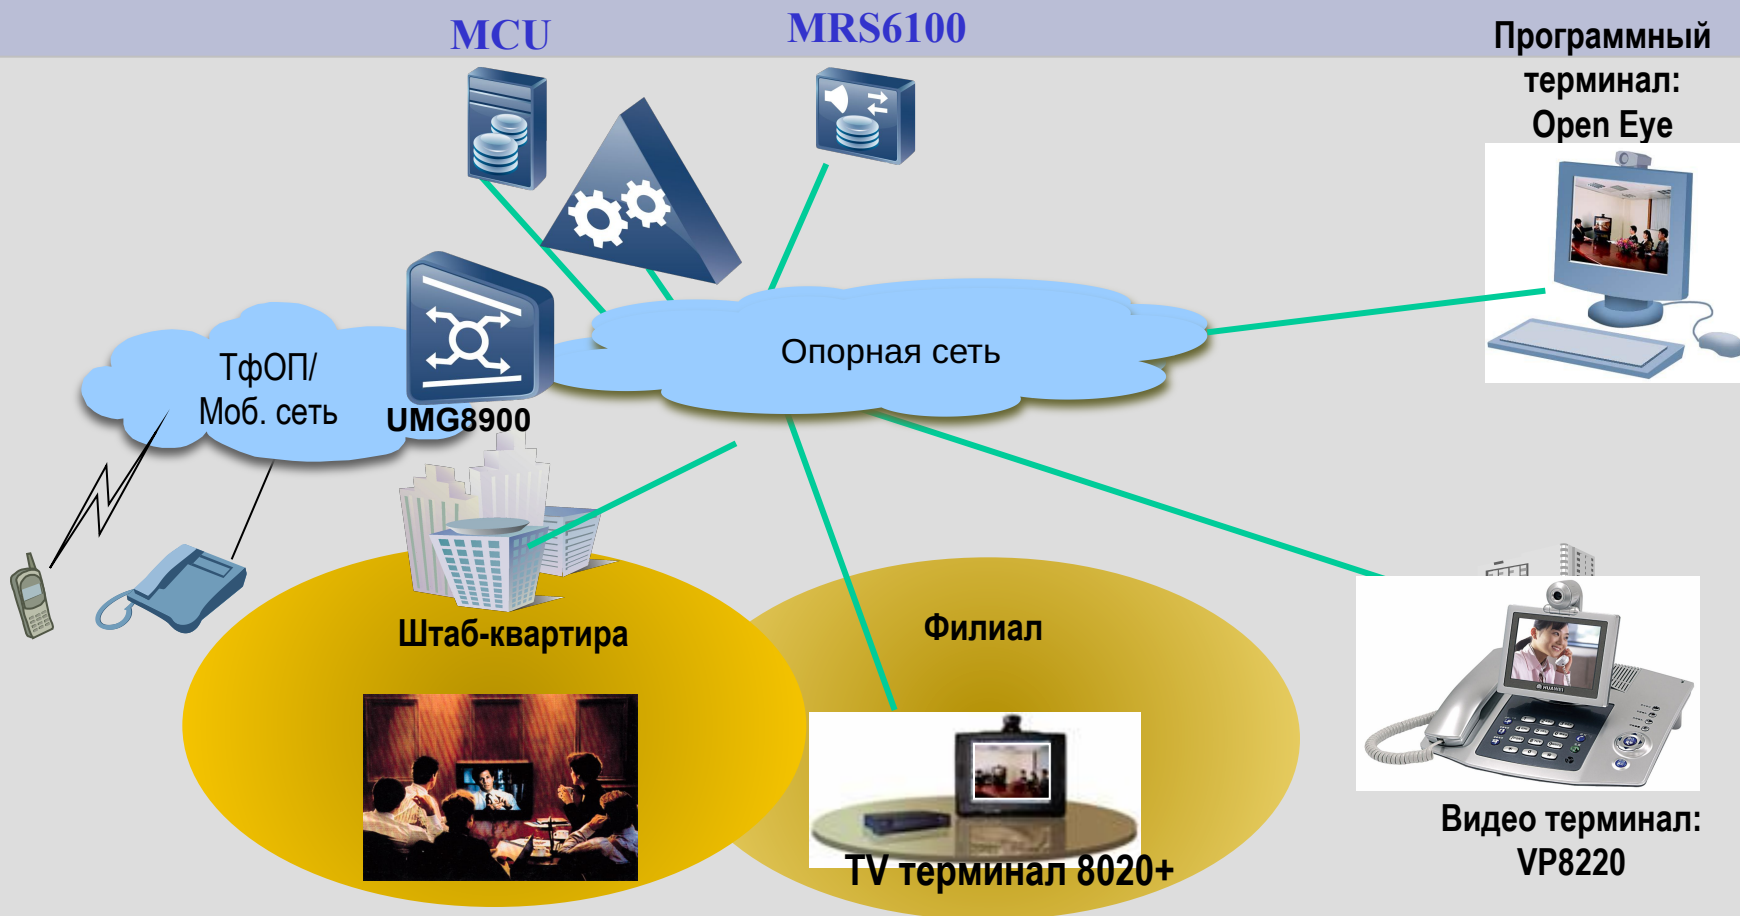 MCU
MRS6100
Программный
терминал:
Open Eye
ТфОП/
Моб. сеть
UMG8900
Опорная сеть
Штаб-квартира
Филиал
TV терминал 8020+
HUAWEI
Видео терминал:
VP8220